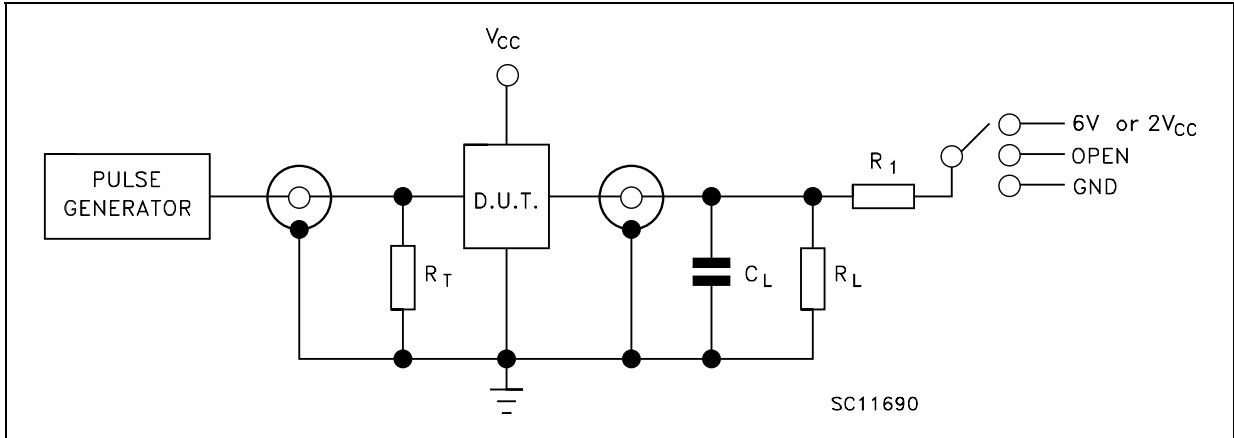 VCC
6V or 2VCC
OPEN
GND
R1
PULSE
GENERATOR
D.U.T.
RT
CL
RL
SC11690